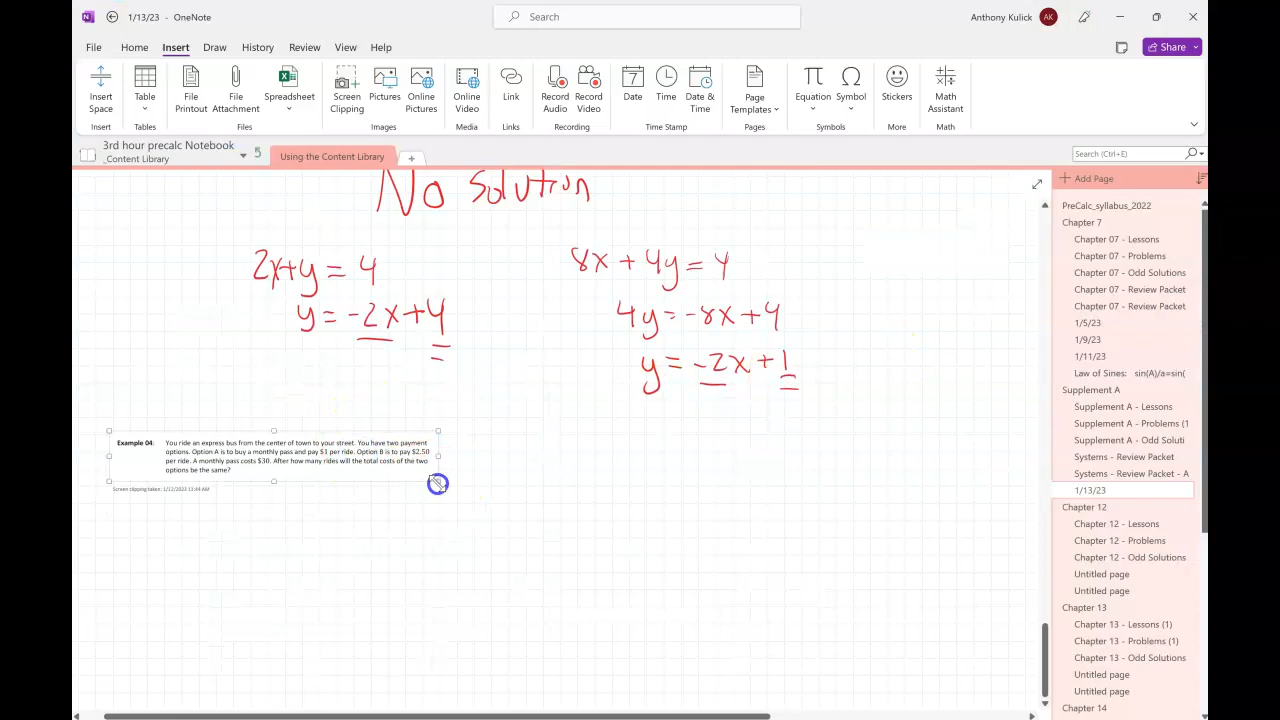 1/13/23 - OneNote
Search
Anthony Kulick
AK
File Home Insert Draw History Review View Help
Share
Insert Space
Table
File Printout
File Attachment
Spreadsheet
Screen Clipping
Pictures
Online Pictures
Online Video
Link
Record Audio
Record Video
Date
Time
Date & Time
Page Templates
Equation
Symbol
Stickers
Math Assistant
Insert Tables Files Images Media Links Recording Time Stamp Pages Symbols More Math
3rd hour precalc Notebook
_Content Library
Using the Content Library
Search (Ctrl+E)
No Solution
2x+y = 4
y = -2x+4
8x + 4y = 4
4y = -8x + 4
y = -2x + 1
Example 04: You ride an express bus from the center of town to your street. You have two payment
options. Option A is to buy a monthly pass and pay $1 per ride. Option B is to pay $2.50
per ride. A monthly pass costs $30. After how many rides will the total costs of the two
options be the same?
Screen clipping taken: 1/12/2023 11:44 AM
Add Page
PreCalc_syllabus_2022
Chapter 7
Chapter 07 - Lessons
Chapter 07 - Problems
Chapter 07 - Odd Solutions
Chapter 07 - Review Packet
Chapter 07 - Review Packet
1/5/23
1/9/23
1/11/23
Law of Sines: sin(A)/a=sin(
Supplement A
Supplement A - Lessons
Supplement A - Problems (1
Supplement A - Odd Soluti
Systems - Review Packet
Systems - Review Packet - A
1/13/23
Chapter 12
Chapter 12 - Lessons
Chapter 12 - Problems
Chapter 12 - Odd Solutions
Untitled page
Untitled page
Chapter 13
Chapter 13 - Lessons (1)
Chapter 13 - Problems (1)
Chapter 13 - Odd Solutions
Untitled page
Untitled page
Chapter 14